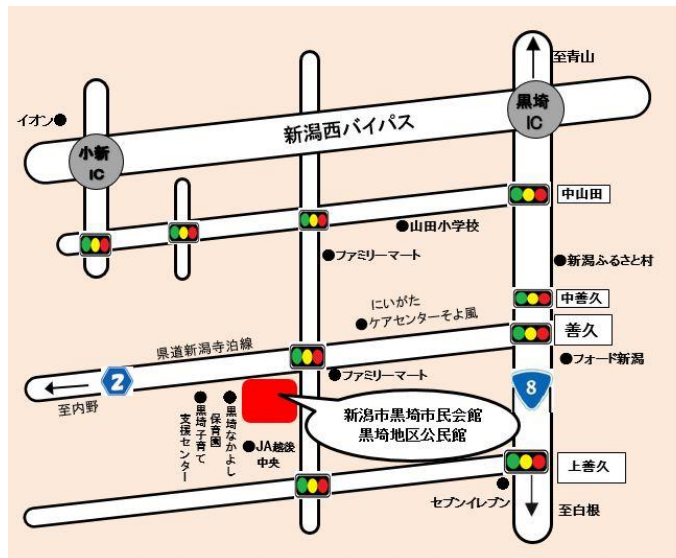 至青山
イオン
黒埼
IC
新潟西バイパス
小新
IC
中山田
山田小学校
ファミリーマート
新潟ふるさと村
中善久
にいがた
ケアセンターそよ風
善久
県道新潟寺泊線
フォード新潟
2
ファミリーマート
8
至内野
新潟市黒埼市民会館
黒埼地区公民館
黒埼なかよし
保育園
黒埼子育て
支援センター
JA越後
中央
上善久
セブンイレブン
至白根